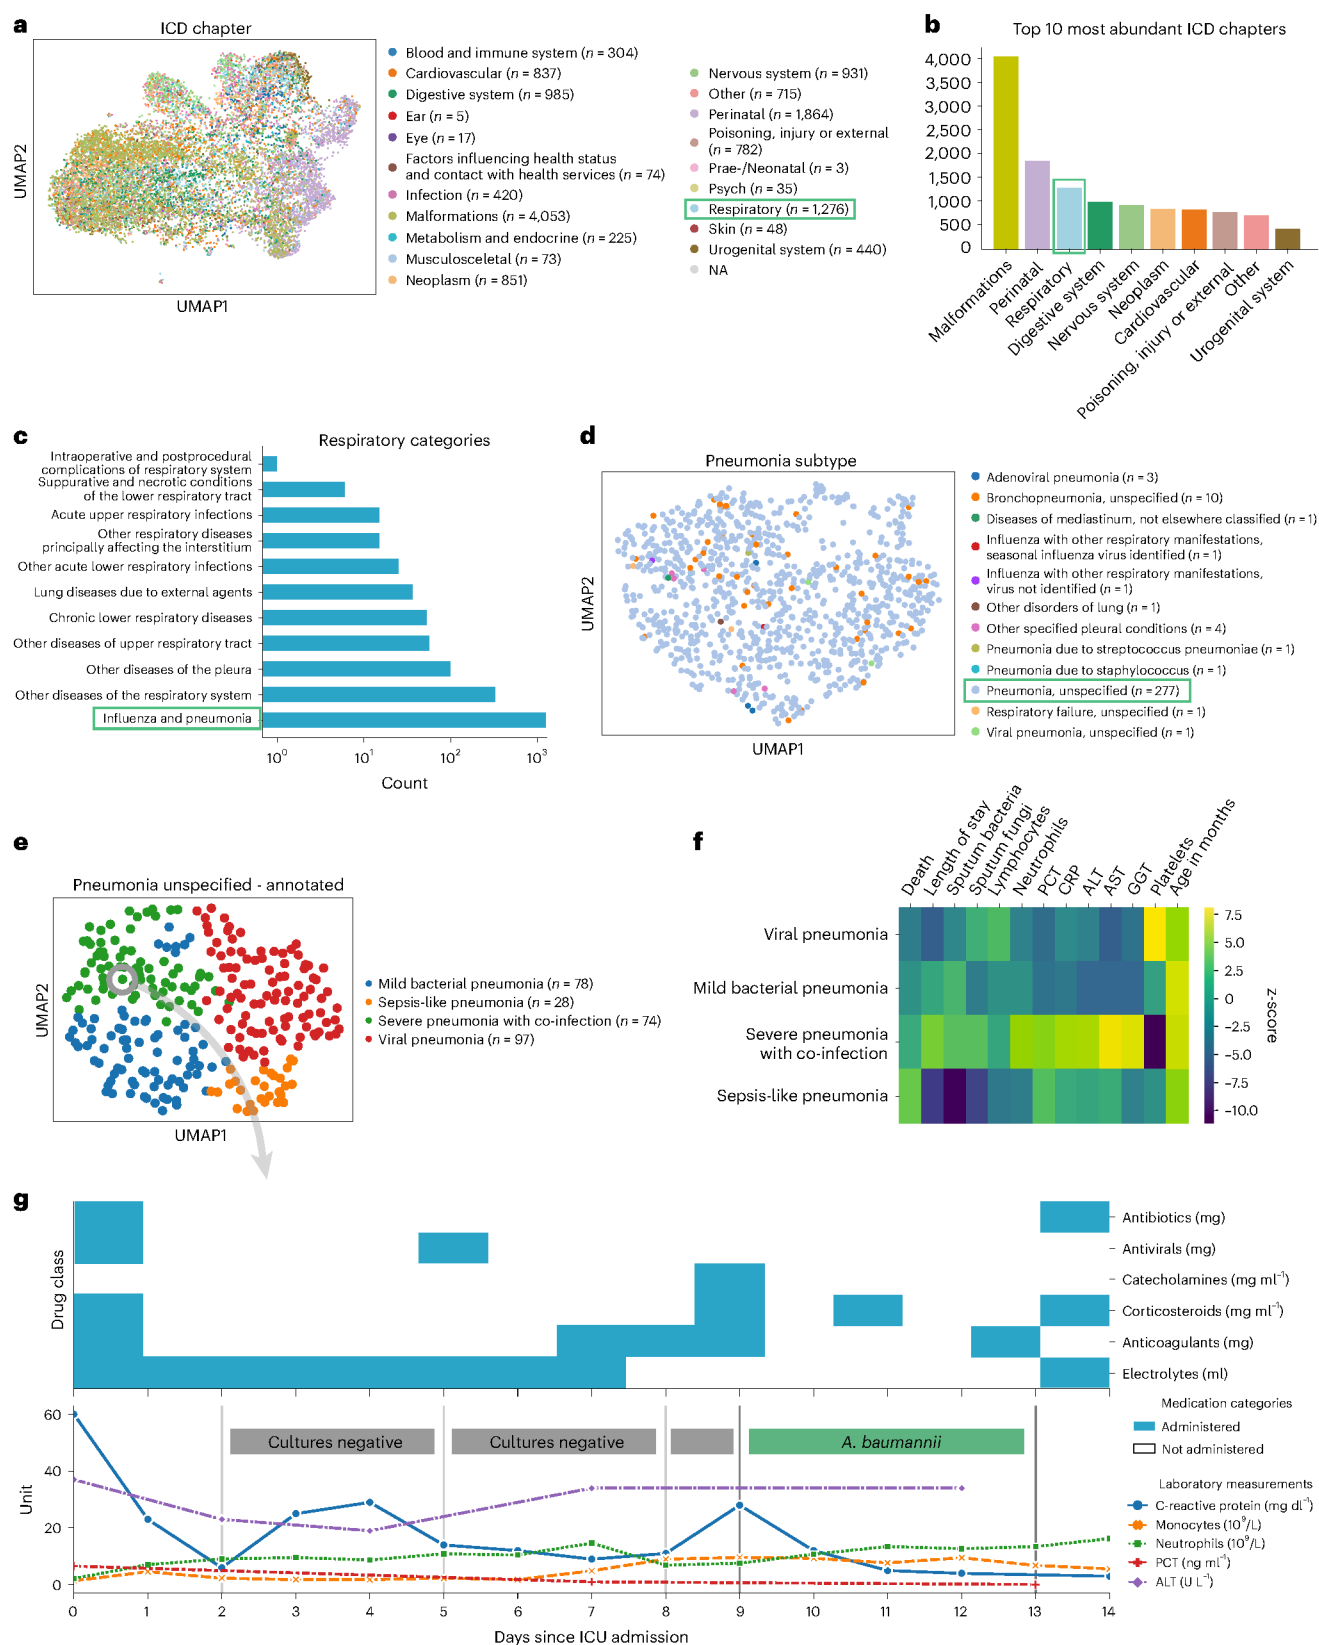 a
ICD chapter
UMAP2
UMAP1
Blood and immune system (n = 304)
Cardiovascular (n = 837)
Digestive system (n = 985)
Ear (n = 5)
Eye (n = 17)
Factors influencing health status
and contact with health services (n = 74)
Infection (n = 420)
Malformations (n = 4,053)
Metabolism and endocrine (n = 225)
Musculosceletal (n = 73)
Neoplasm (n = 851)
Nervous system (n = 931)
Other (n = 715)
Perinatal (n = 1,864)
Poisoning, injury or external
(n = 782)
Prae-/Neonatal (n = 3)
Psych (n = 35)
Respiratory (n = 1,276)
Skin (n = 48)
Urogenital system (n = 440)
NA
b
Top 10 most abundant ICD chapters
4,000
3,500
3,000
2,500
2,000
1,500
1,000
500
0
Malformations
Perinatal
Respiratory
Digestive system
Nervous system
Neoplasm
Cardiovascular
Poisoning, injury or external
Other
Urogenital system
c
Respiratory categories
Intraoperative and postprocedural
complications of respiratory system
Suppurative and necrotic conditions
of the lower respiratory tract
Acute upper respiratory infections
Other respiratory diseases
principally affecting the interstitium
Other acute lower respiratory infections
Lung diseases due to external agents
Chronic lower respiratory diseases
Other diseases of upper respiratory tract
Other diseases of the pleura
Other diseases of the respiratory system
Influenza and pneumonia
10⁰ 10¹ 10² 10³
Count
d
Pneumonia subtype
UMAP2
UMAP1
Adenoviral pneumonia (n = 3)
Bronchopneumonia, unspecified (n = 10)
Diseases of mediastinum, not elsewhere classified (n = 1)
Influenza with other respiratory manifestations,
seasonal influenza virus identified (n = 1)
Influenza with other respiratory manifestations,
virus not identified (n = 1)
Other disorders of lung (n = 1)
Other specified pleural conditions (n = 4)
Pneumonia due to streptococcus pneumoniae (n = 1)
Pneumonia due to staphylococcus (n = 1)
Pneumonia, unspecified (n = 277)
Respiratory failure, unspecified (n = 1)
Viral pneumonia, unspecified (n = 1)
e
Pneumonia unspecified - annotated
UMAP2
UMAP1
Mild bacterial pneumonia (n = 78)
Sepsis-like pneumonia (n = 28)
Severe pneumonia with co-infection (n = 74)
Viral pneumonia (n = 97)
f
Death
Length of stay
Sputum bacteria
Sputum fungi
Lymphocytes
Neutrophils
PCT
CRP
ALT
AST
GGT
Platelets
Age in months
Viral pneumonia
Mild bacterial pneumonia
Severe pneumonia
with co-infection
Sepsis-like pneumonia
7.5
5.0
2.5
0
−2.5
−5.0
−7.5
−10.0
z-score
g
Drug class
Antibiotics (mg)
Antivirals (mg)
Catecholamines (mg ml⁻¹)
Corticosteroids (mg ml⁻¹)
Anticoagulants (mg)
Electrolytes (ml)
Medication categories
Administered
Not administered
Laboratory measurements
C-reactive protein (mg dl⁻¹)
Monocytes (10⁹/L)
Neutrophils (10⁹/L)
PCT (ng ml⁻¹)
ALT (U L⁻¹)
Unit
60
40
20
0
Cultures negative
Cultures negative
A. baumannii
0 1 2 3 4 5 6 7 8 9 10 11 12 13 14
Days since ICU admission